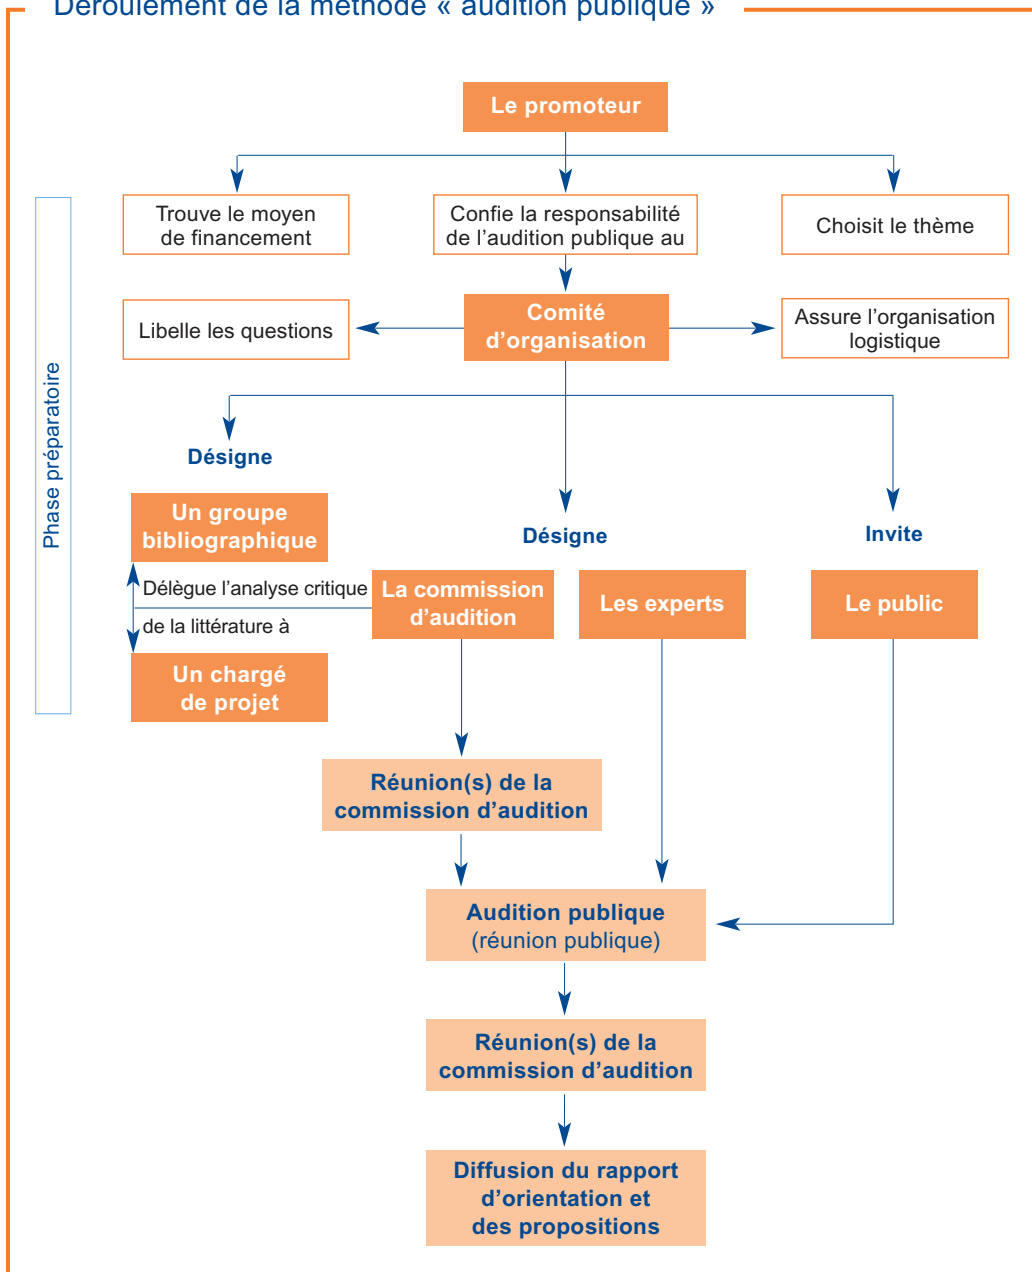 Déroulement de la méthode « audition publique »
Le promoteur
Trouve le moyen
de financement
Confie la responsabilité
de l’audition publique au
Choisit le thème
Phase préparatoire
Libelle les questions
Comité
d’organisation
Assure l’organisation
logistique
Désigne
Un groupe
bibliographique
Désigne
Invite
Délègue l’analyse critique
de la littérature à
La commission
d’audition
Les experts
Le public
Un chargé
de projet
Réunion(s) de la
commission d’audition
Audition publique
(réunion publique)
Réunion(s) de la
commission d’audition
Diffusion du rapport
d’orientation et
des propositions